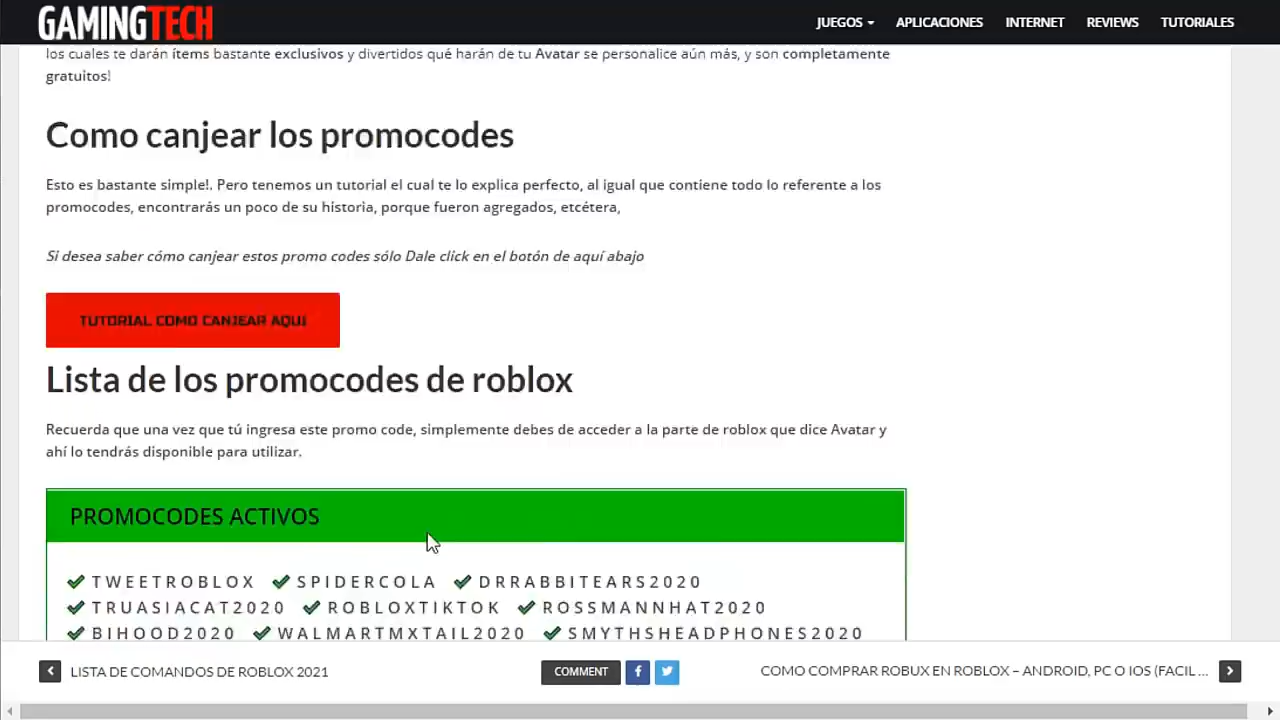 GAMINGTECH
JUEGOS APLICACIONES INTERNET REVIEWS TUTORIALES
los cuales te darán ítems bastante exclusivos y divertidos qué harán de tu Avatar se personalice aún más, y son completamente
gratuitos!
Como canjear los promocodes
Esto es bastante simple!. Pero tenemos un tutorial el cual te lo explica perfecto, al igual que contiene todo lo referente a los
promocodes, encontrarás un poco de su historia, porque fueron agregados, etcétera,
Si desea saber cómo canjear estos promo codes sólo Dale click en el botón de aquí abajo
TUTORIAL COMO CANJEAR AQUI
Lista de los promocodes de roblox
Recuerda que una vez que tú ingresa este promo code, simplemente debes de acceder a la parte de roblox que dice Avatar y
ahí lo tendrás disponible para utilizar.
PROMOCODES ACTIVOS
TWEETROBLOX SPIDERCOLA DRRABBITEARS2020
TRUASIACAT2020 ROBLOXTIKTOK ROSSMANNHAT2020
BIHOOD2020 WALMARTMXTAIL2020 SMYTHSHEADPHONES2020
LISTA DE COMANDOS DE ROBLOX 2021 COMMENT COMO COMPRAR ROBUX EN ROBLOX – ANDROID, PC O IOS (FACIL ...